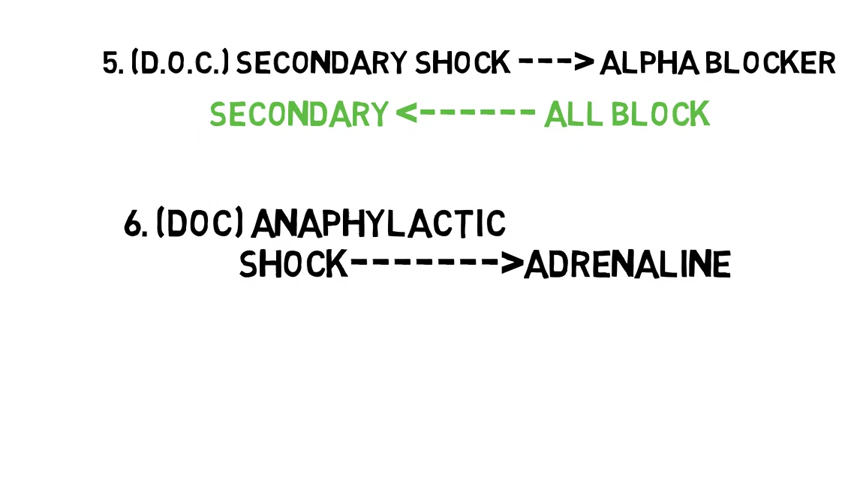 5. (D.O.C.) SECONDARY SHOCK ---> ALPHA BLOCKER
SECONDARY <------ ALL BLOCK
6. (DOC) ANAPHYLACTIC
SHOCK------->ADRENALINE